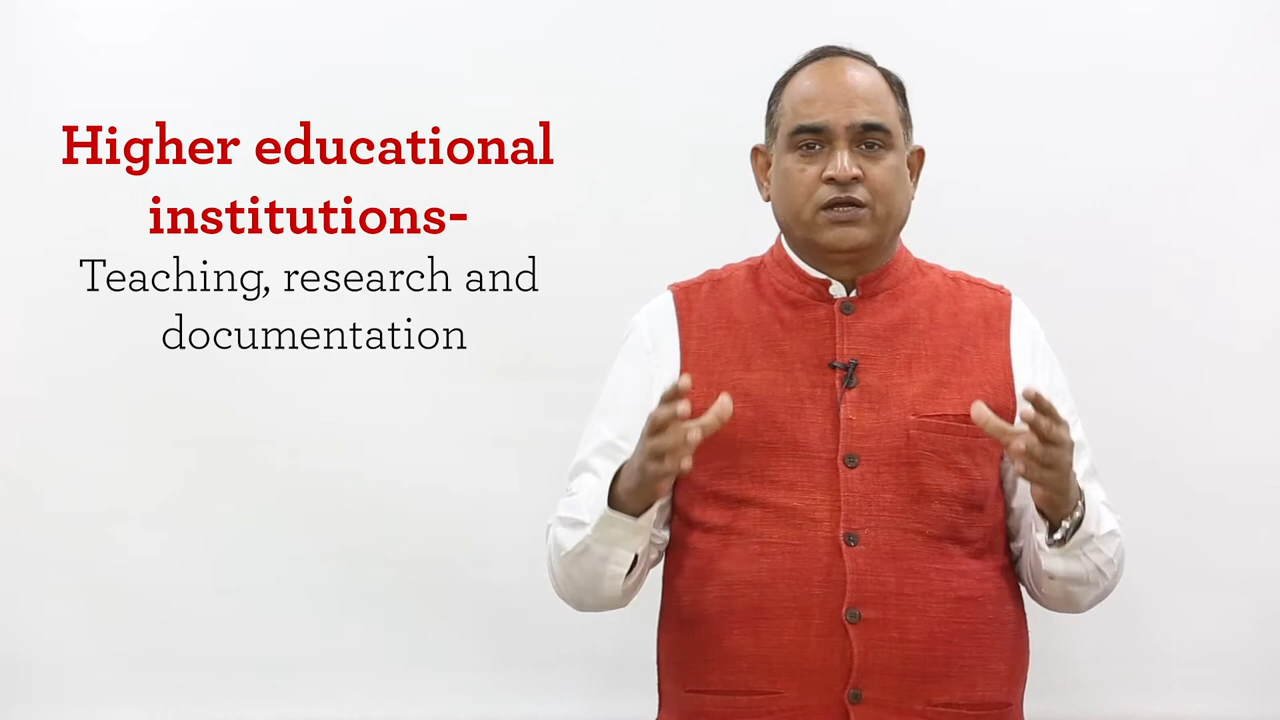 Higher educational
institutions-
Teaching, research and
documentation